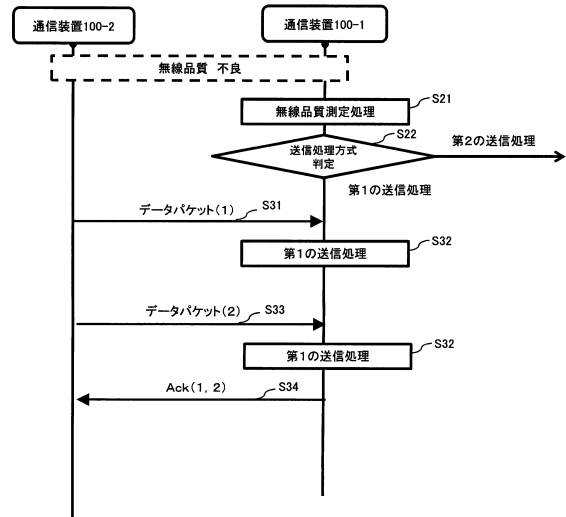 通信装置100-2
通信装置100-1
無線品質 不良
無線品質測定処理
S21
送信処理方式
判定
S22
第2の送信処理
第1の送信処理
データパケット(1)
S31
第1の送信処理
S32
データパケット(2)
S33
第1の送信処理
S32
Ack(1, 2)
S34